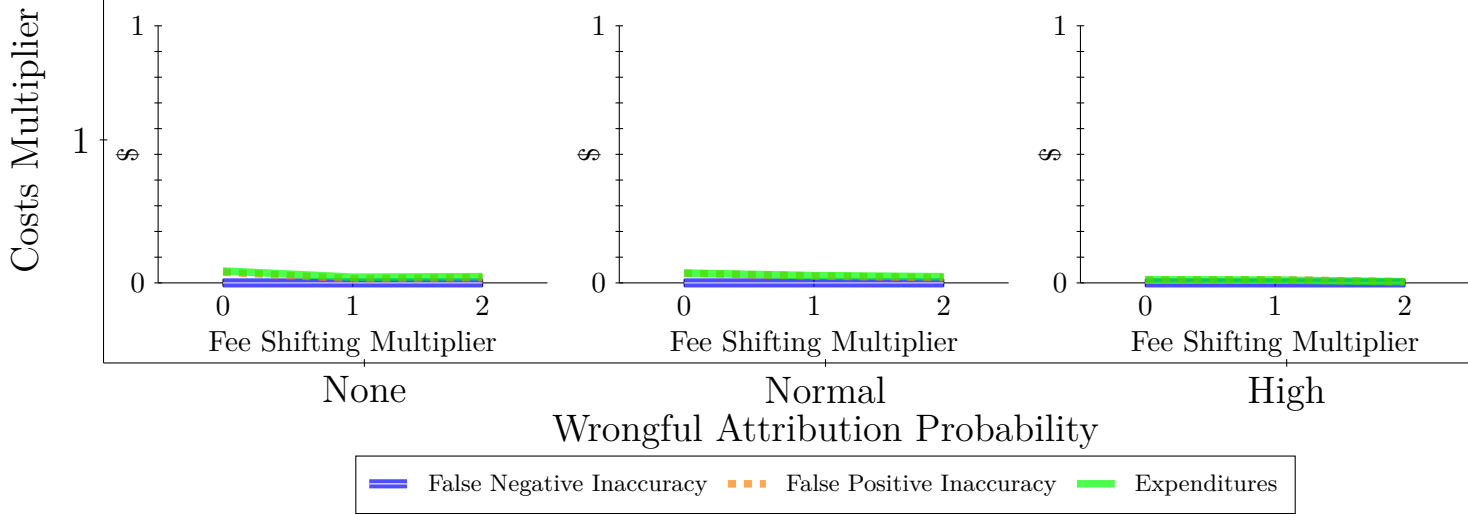 Costs Multiplier
1
1
$
0
0 1 2
Fee Shifting Multiplier
1
$
0
0 1 2
Fee Shifting Multiplier
1
$
0
0 1 2
Fee Shifting Multiplier
None Normal High
Wrongful Attribution Probability
False Negative Inaccuracy False Positive Inaccuracy Expenditures